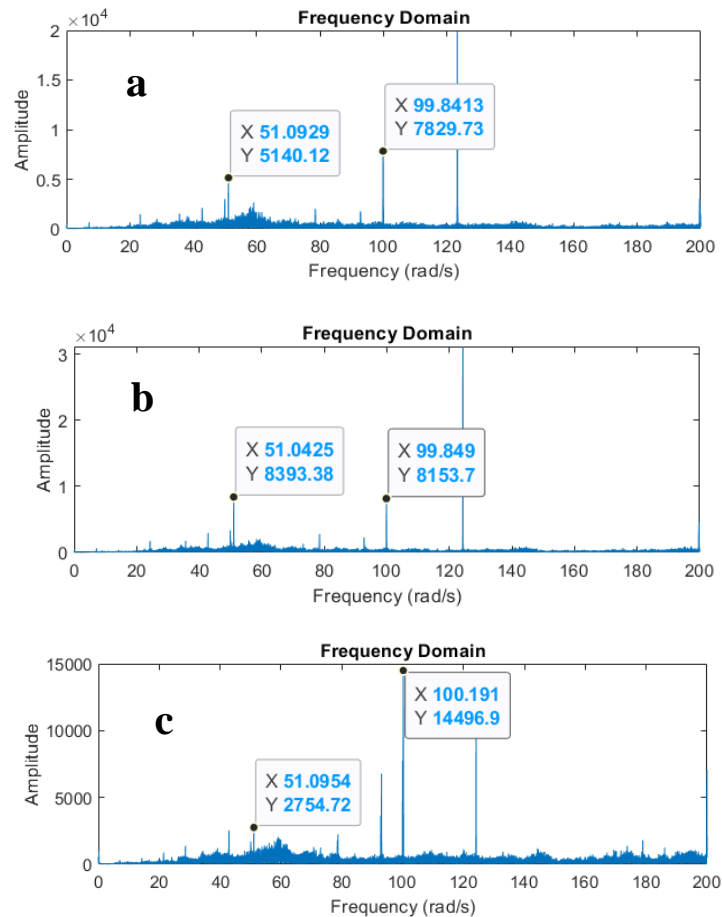 Frequency Domain
×10⁴
a
X 51.0929
Y 5140.12
X 99.8413
Y 7829.73
Amplitude
2
1.5
1
0.5
0
0 20 40 60 80 100 120 140 160 180 200
Frequency (rad/s)
Frequency Domain
×10⁴
b
X 51.0425
Y 8393.38
X 99.849
Y 8153.7
Amplitude
3
2
1
0
0 20 40 60 80 100 120 140 160 180 200
Frequency (rad/s)
Frequency Domain
c
X 100.191
Y 14496.9
X 51.0954
Y 2754.72
Amplitude
15000
10000
5000
0
0 20 40 60 80 100 120 140 160 180 200
Frequency (rad/s)